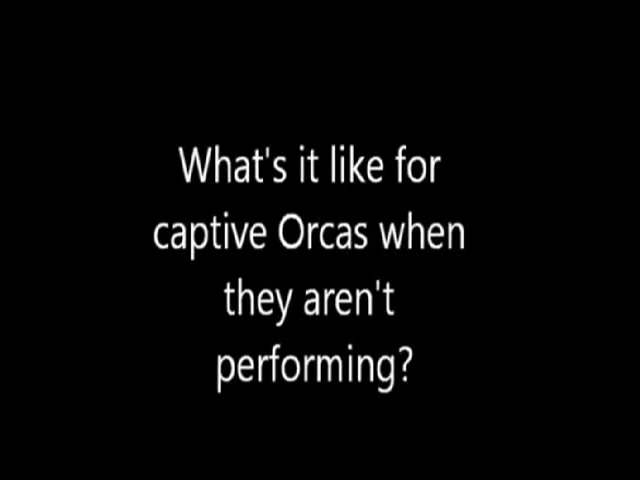 What's it like for
captive Orcas when
they aren't
performing?